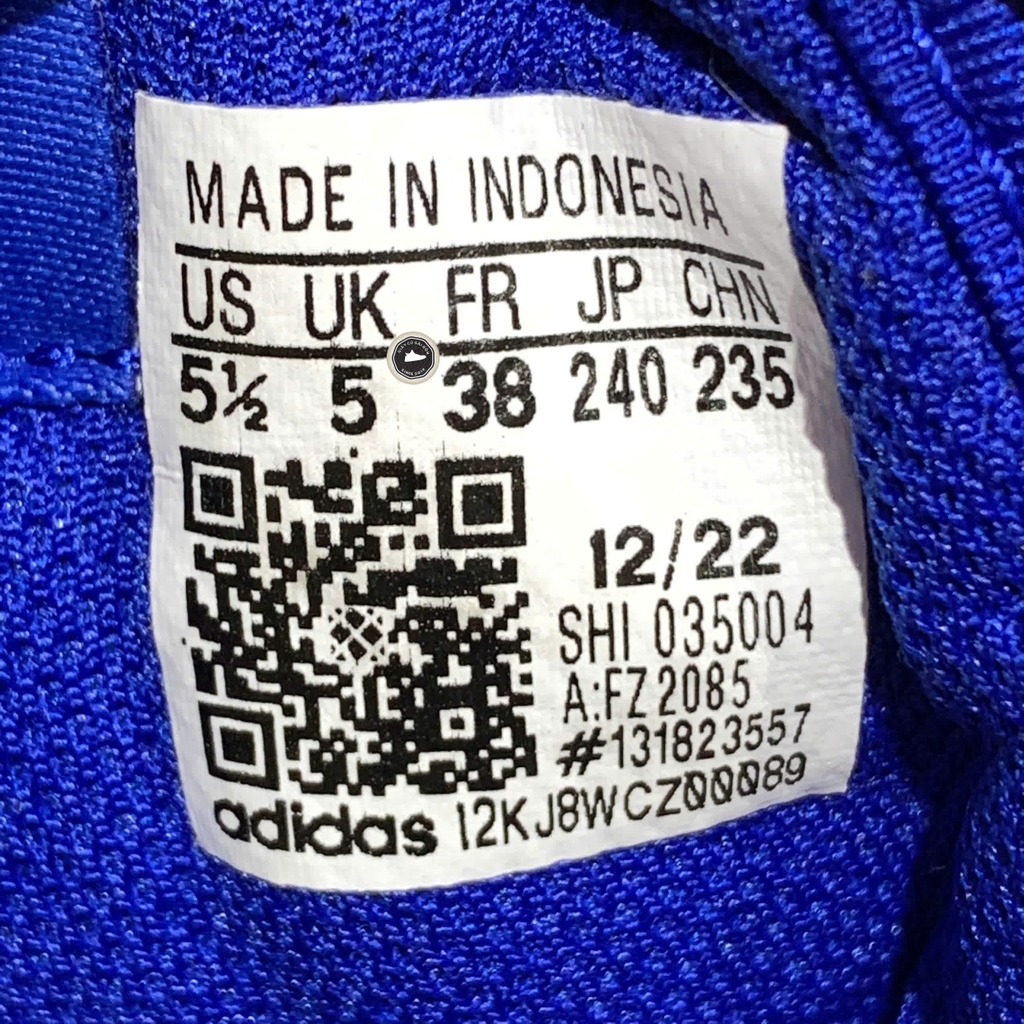 MADE IN INDONESIA
US UK FR JP CHN
5½ 5 38 240 235
12/22
SHI 035004
A:FZ2085
#131823557
adidas 12KJ8WCZ000089